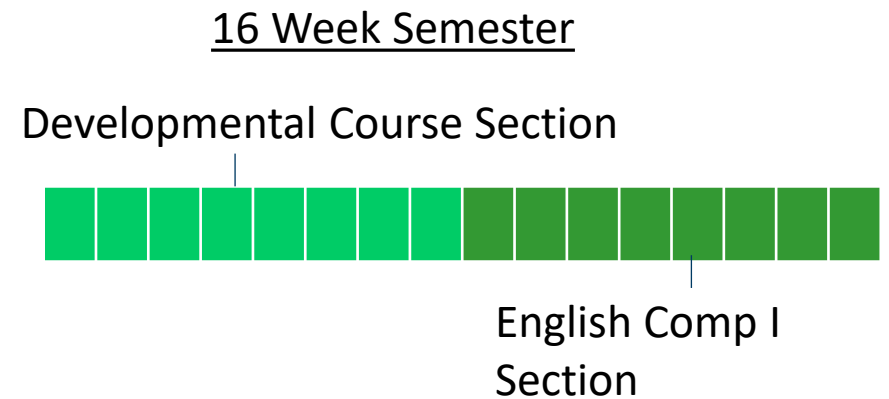 16 Week Semester
Developmental Course Section
English Comp I
Section